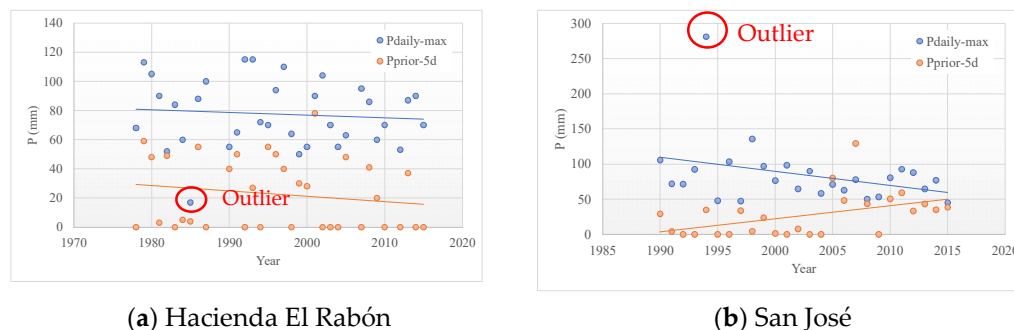 140
120
100
80
60
40
20
0
P (mm)
Pdaily-max
Pprior-5d
Outlier
1970
1980
1990
2000
2010
2020
Year
(a) Hacienda El Rabón
300
250
200
150
100
50
0
P (mm)
Outlier
Pdaily-max
Pprior-5d
1985
1990
1995
2000
2005
2010
2015
2020
Year
(b) San José